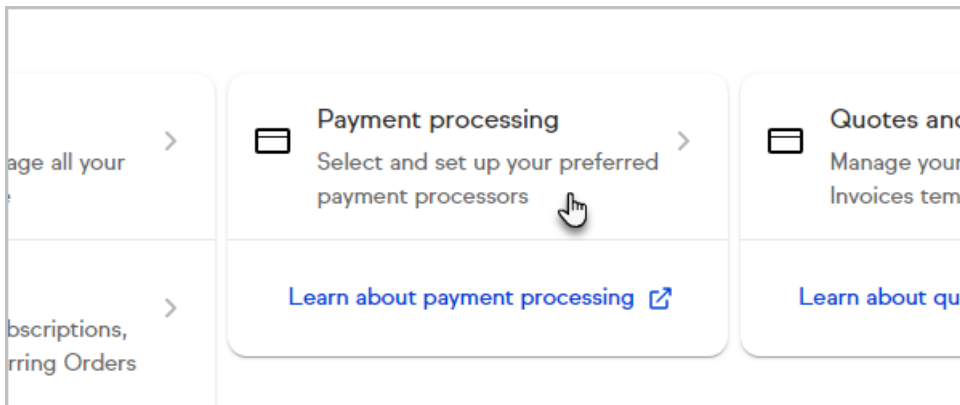 age all your
bscriptions,
rring Orders
Payment processing
Select and set up your preferred
payment processors
Learn about payment processing
Quotes and
Manage your
Invoices tem
Learn about qu